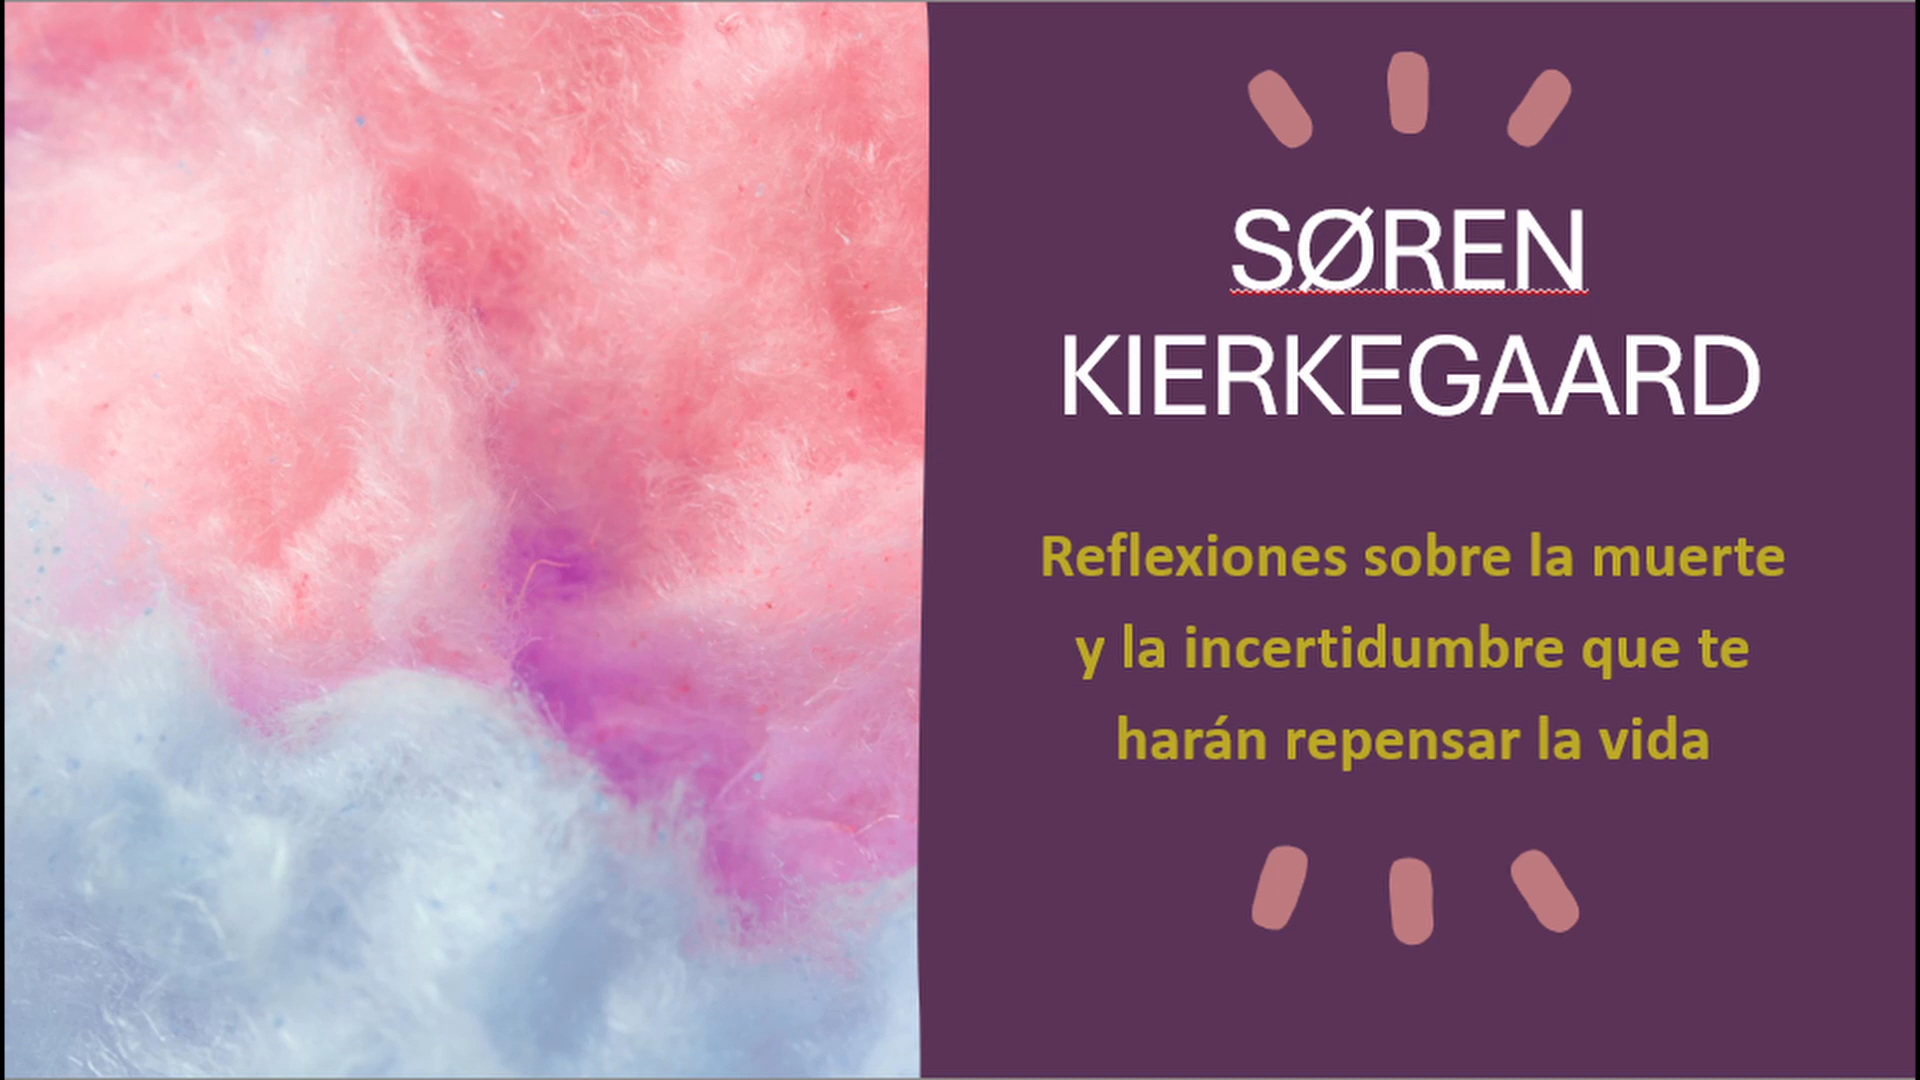 SØREN
KIERKEGAARD
Reflexiones sobre la muerte
y la incertidumbre que te
harán repensar la vida